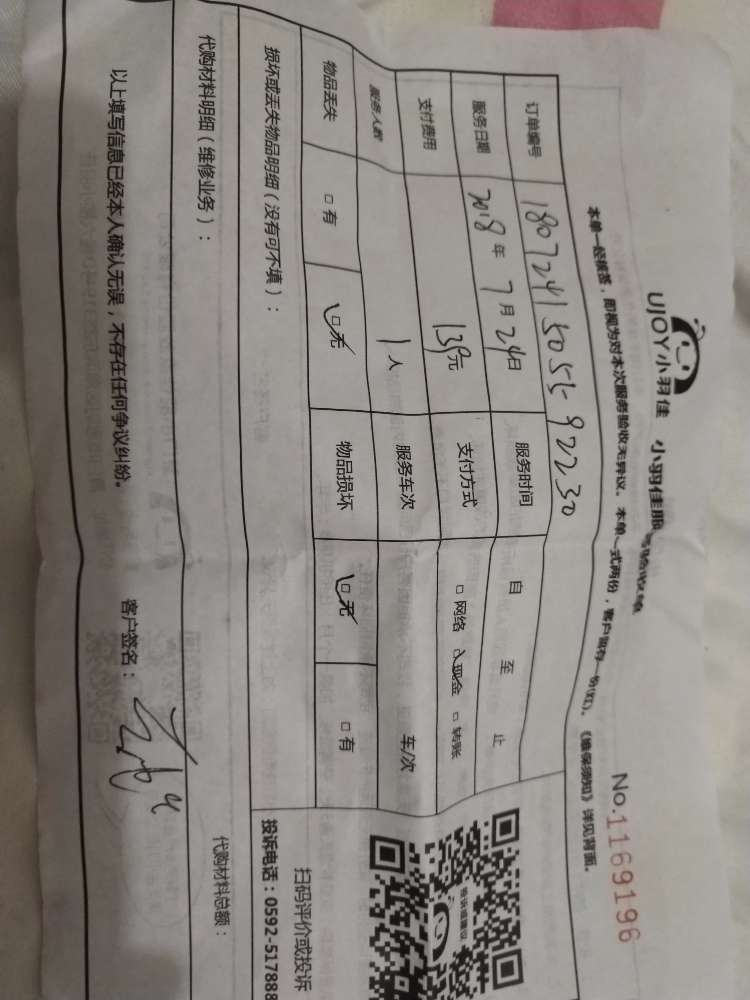 UJOY小羽佳 小羽佳服务验收单 No.1169196
本单一经核签,即视为对本次服务验收无异议。本单一式两份,客户留存一份(红)。《维保须知》详见背面。
订单编号 18072415055592230
服务日期 2018年7月24日 服务时间 自 至 止
支付费用 139元 支付方式 □网络 □现金 □转账
服务人数 1人 服务车次 车/次
物品丢失 □有 □无 物品损坏 □无 □有
损坏或丢失物品明细(没有可不填):
扫码评价或投诉
投诉电话:0592-517888
代购材料明细(维修业务): 代购材料总额:
以上填写信息已经本人确认无误,不存在任何争议纠纷。 客户签名: